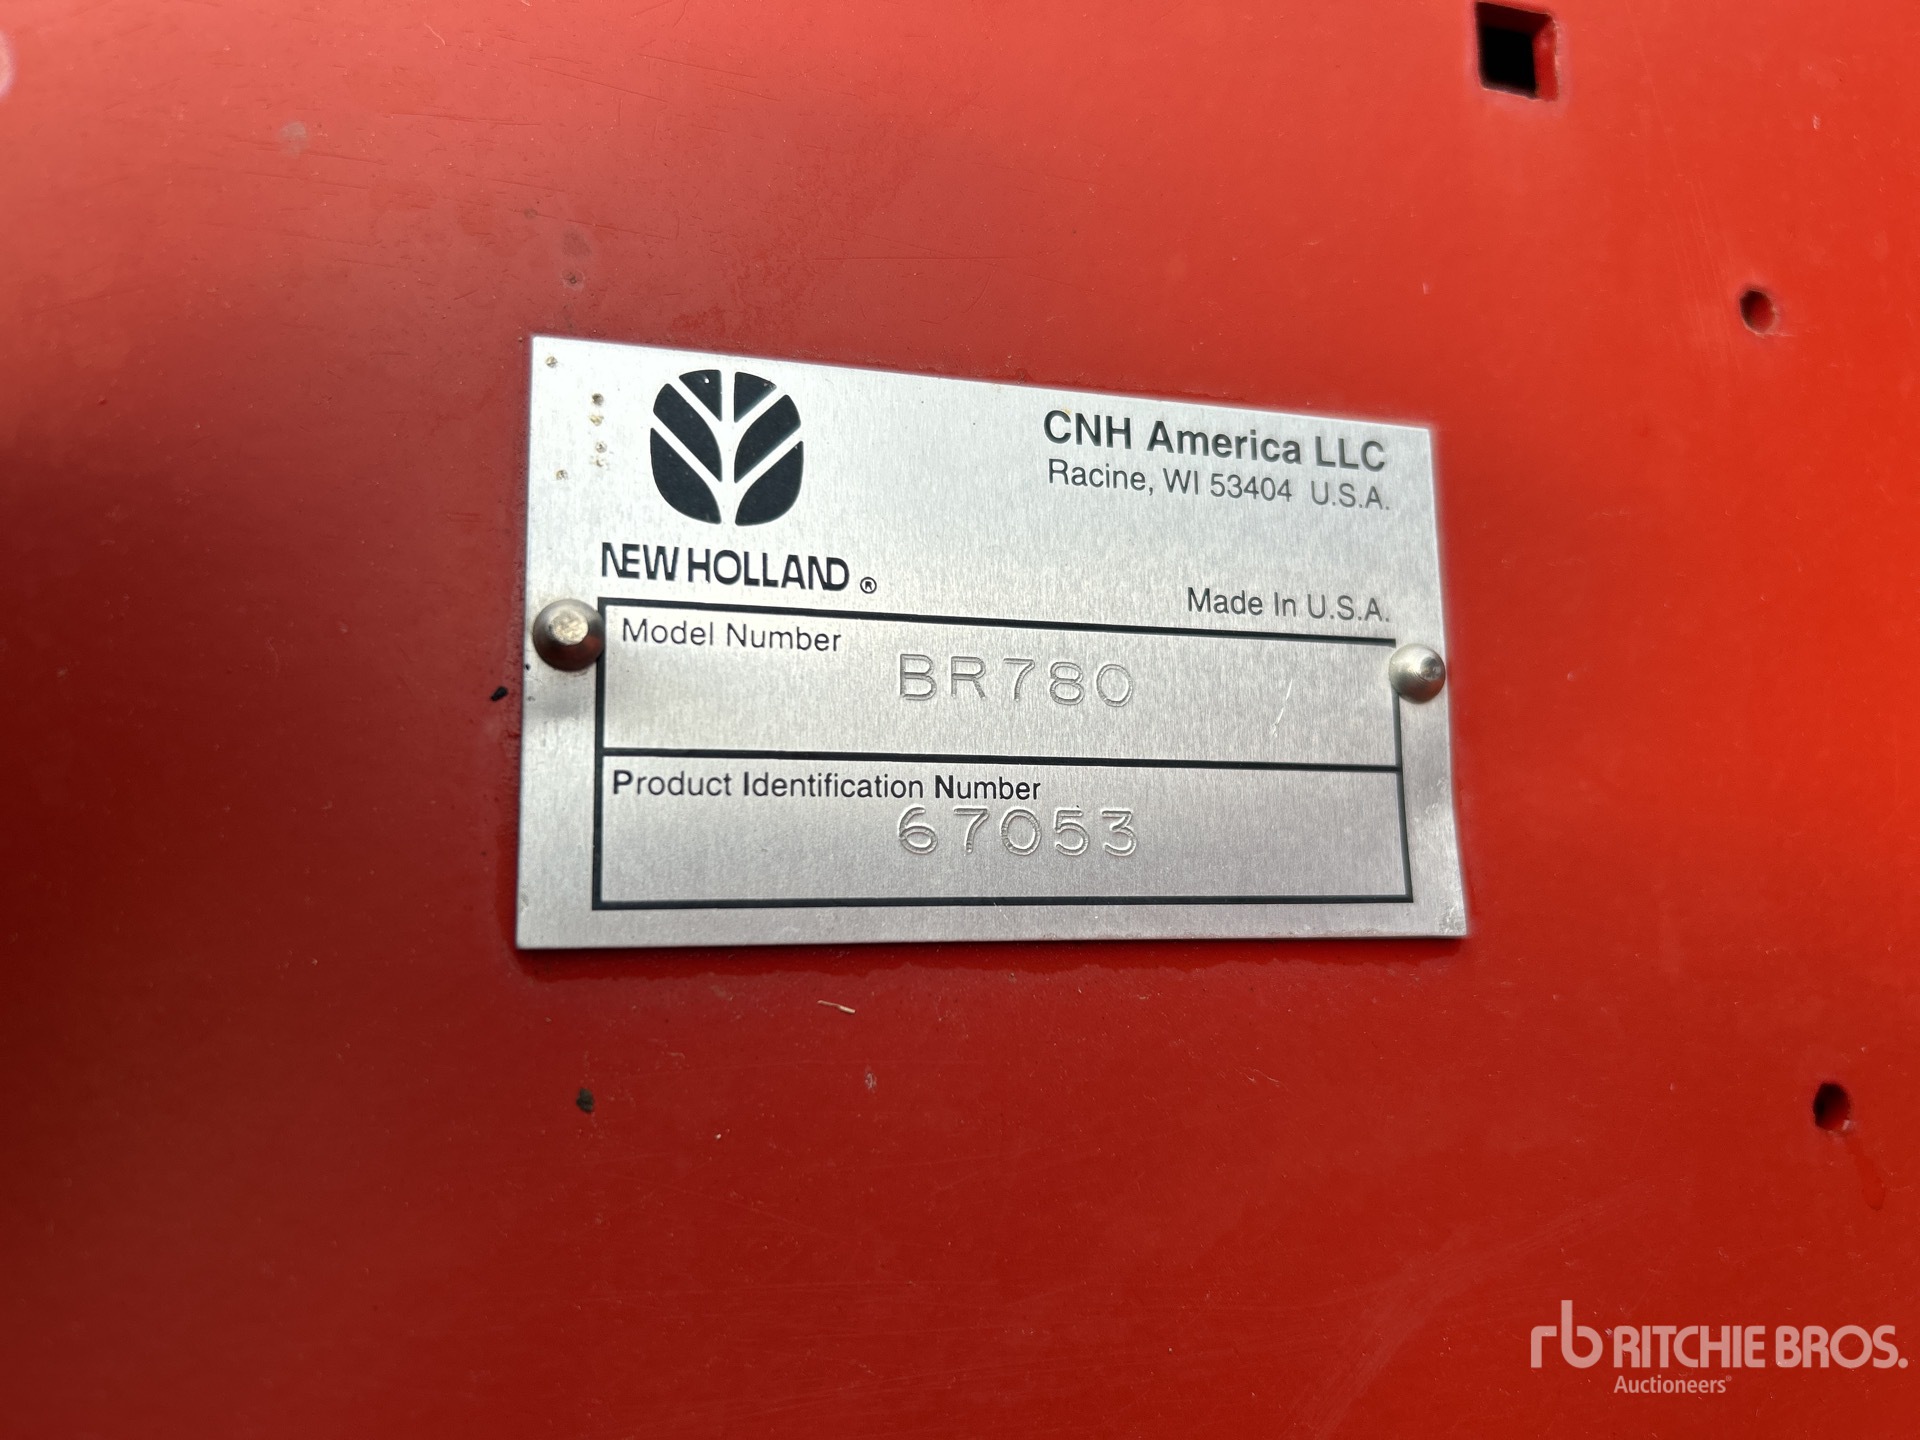 CNH America LLC
Racine, WI 53404 U.S.A.
NEW HOLLAND ®
Made In U.S.A.
Model Number
BR780
Product Identification Number
67053
rb RITCHIE BROS.
Auctioneers®